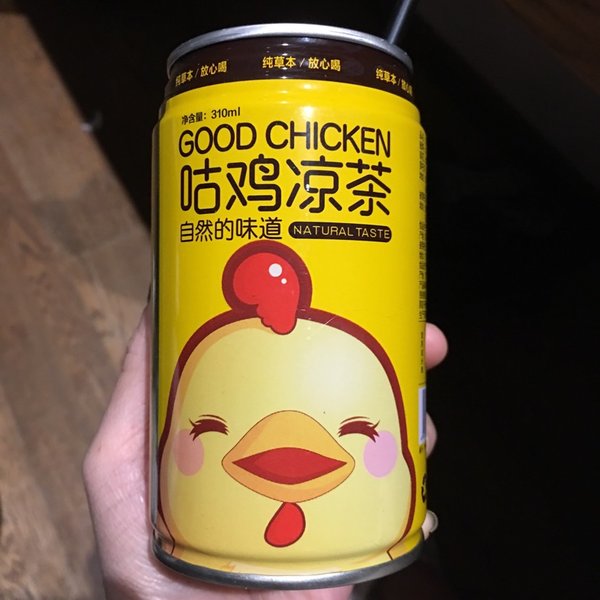 纯草本 / 放心喝
纯草本 / 放心喝
纯草本 / 放心喝
净含量：310ml
GOOD CHICKEN
咕鸡凉茶
自然的味道
NATURAL TASTE